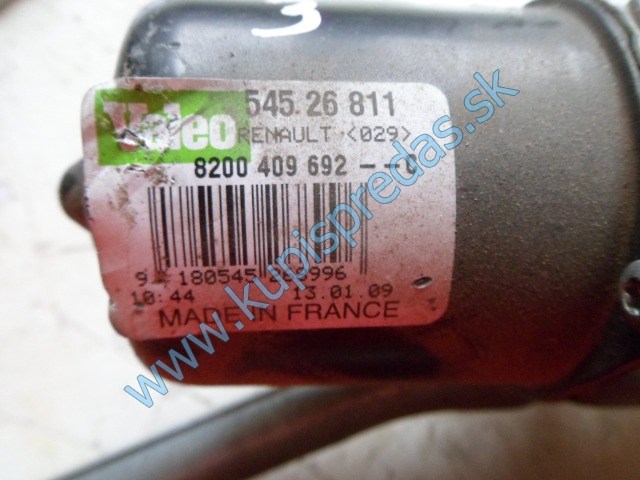 3
Valeo
545.26 811
RENAULT <029>
8200 409 692 --C
180545
10:44 13.01.09
MADE IN FRANCE
www.kupispredas.sk